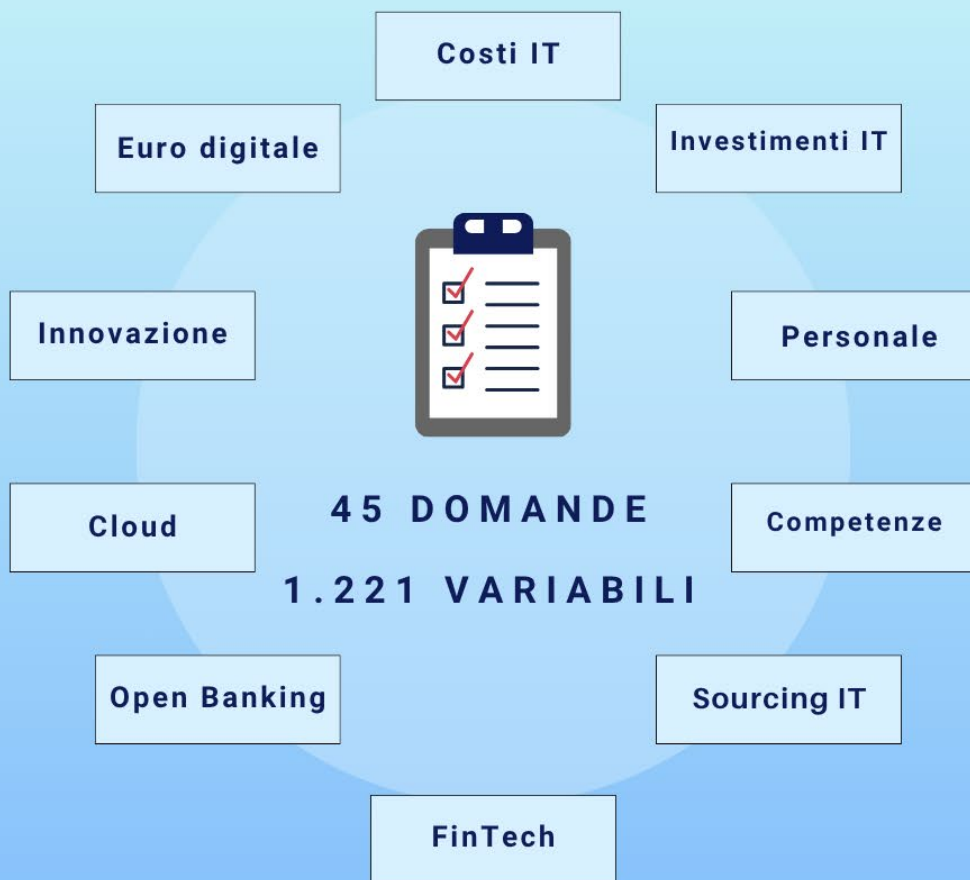 Costi IT
Euro digitale
Investimenti IT
Innovazione
Personale
Cloud
45 DOMANDE
Competenze
1.221 VARIABILI
Open Banking
Sourcing IT
FinTech